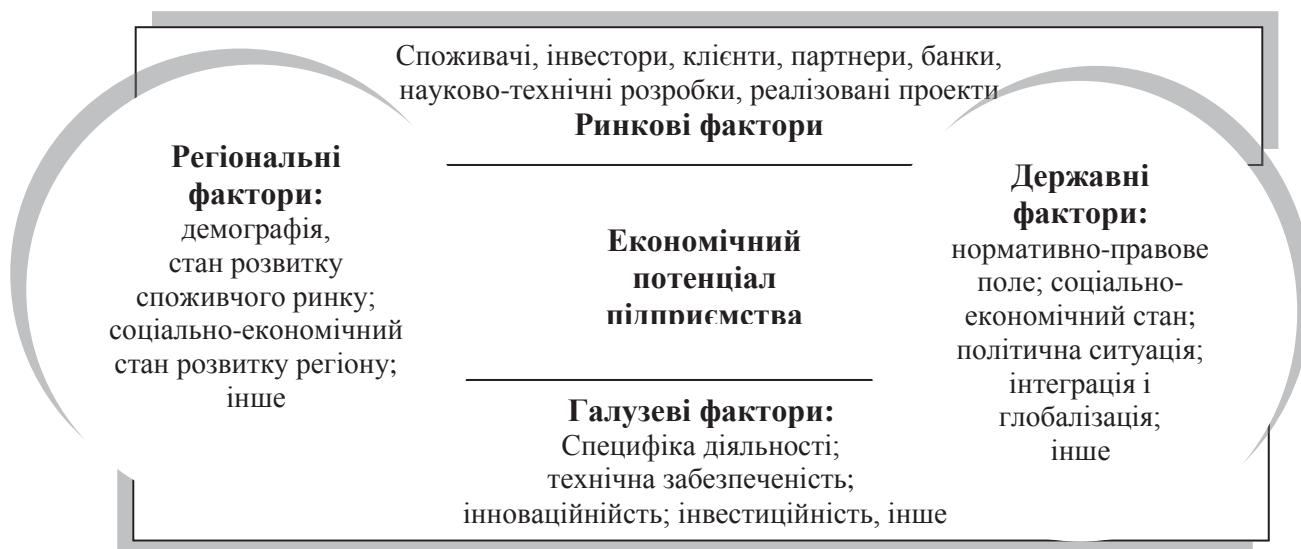 Споживачі, інвестори, клієнти, партнери, банки,
науково-технічні розробки, реалізовані проекти
Ринкові фактори
Регіональні
фактори:
демографія,
стан розвитку
споживчого ринку;
соціально-економічний
стан розвитку регіону;
інше
Економічний
потенціал
підприємства
Державні
фактори:
нормативно-правове
поле; соціально-
економічний стан;
політична ситуація;
інтеграція і
глобалізація;
інше
Галузеві фактори:
Специфіка діяльності;
технічна забезпеченість;
інноваційнійсть; інвестиційність, інше